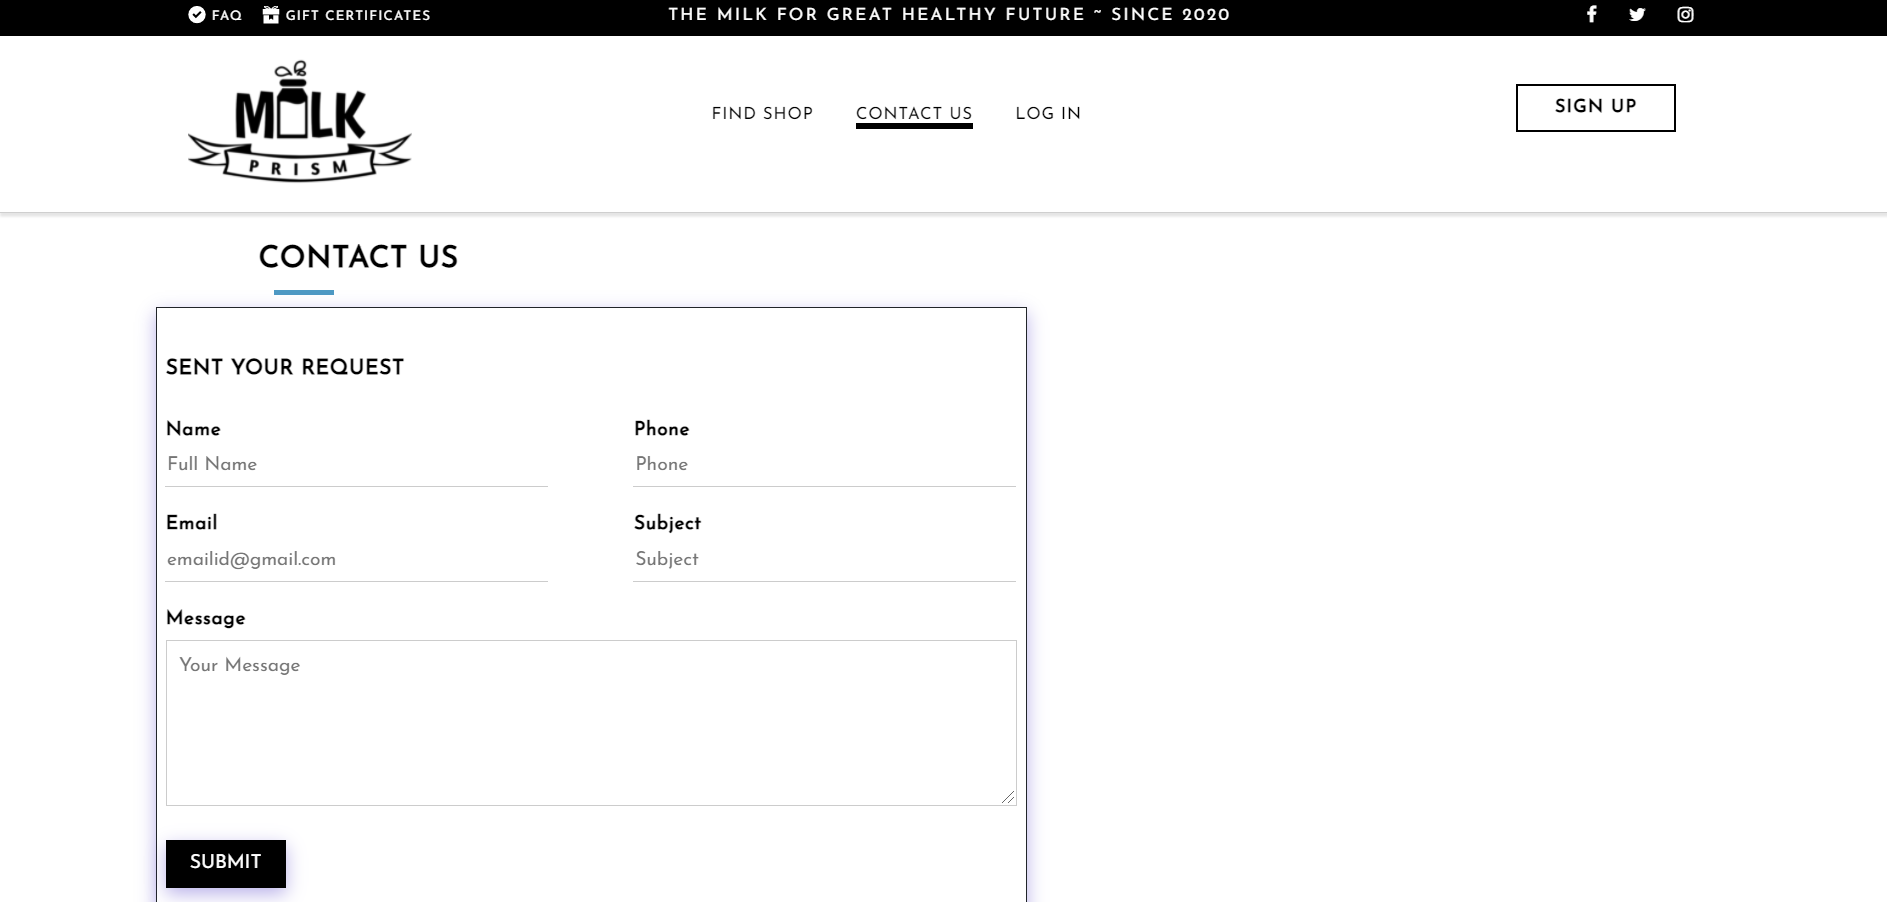 FAQ GIFT CERTIFICATES THE MILK FOR GREAT HEALTHY FUTURE ~ SINCE 2020
MILK
PRISM
FIND SHOP CONTACT US LOG IN SIGN UP
CONTACT US
SENT YOUR REQUEST
Name Phone
Full Name Phone
Email Subject
emailid@gmail.com Subject
Message
Your Message
SUBMIT